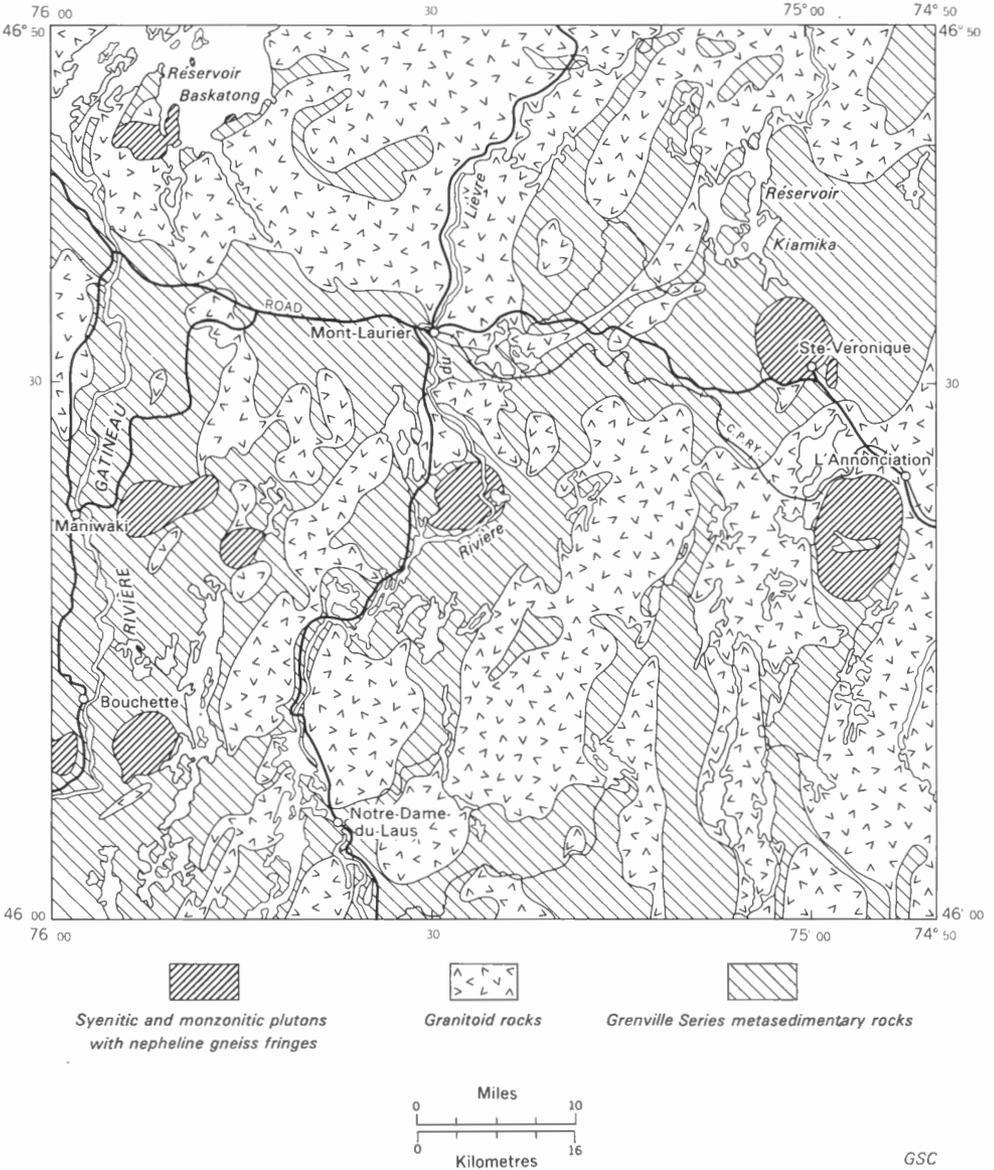 76 00
30
75° 00
74° 50
46° 50
46° 50
Réservoir
Baskatong
Lièvre
Réservoir
Kiamika
ROAD
Mont-Laurier
du
Ste-Véronique
30
30
GATINEAU
C.P.RY.
L'Annonciation
Maniwaki
Rivière
RIVIÈRE
Bouchette
Notre-Dame-
du-Laus
46 00
46° 00
76 00
30
75° 00
74° 50
Syenitic and monzonitic plutons
with nepheline gneiss fringes
Granitoid rocks
Grenville Series metasedimentary rocks
Miles
0 10
0 16
Kilometres
GSC